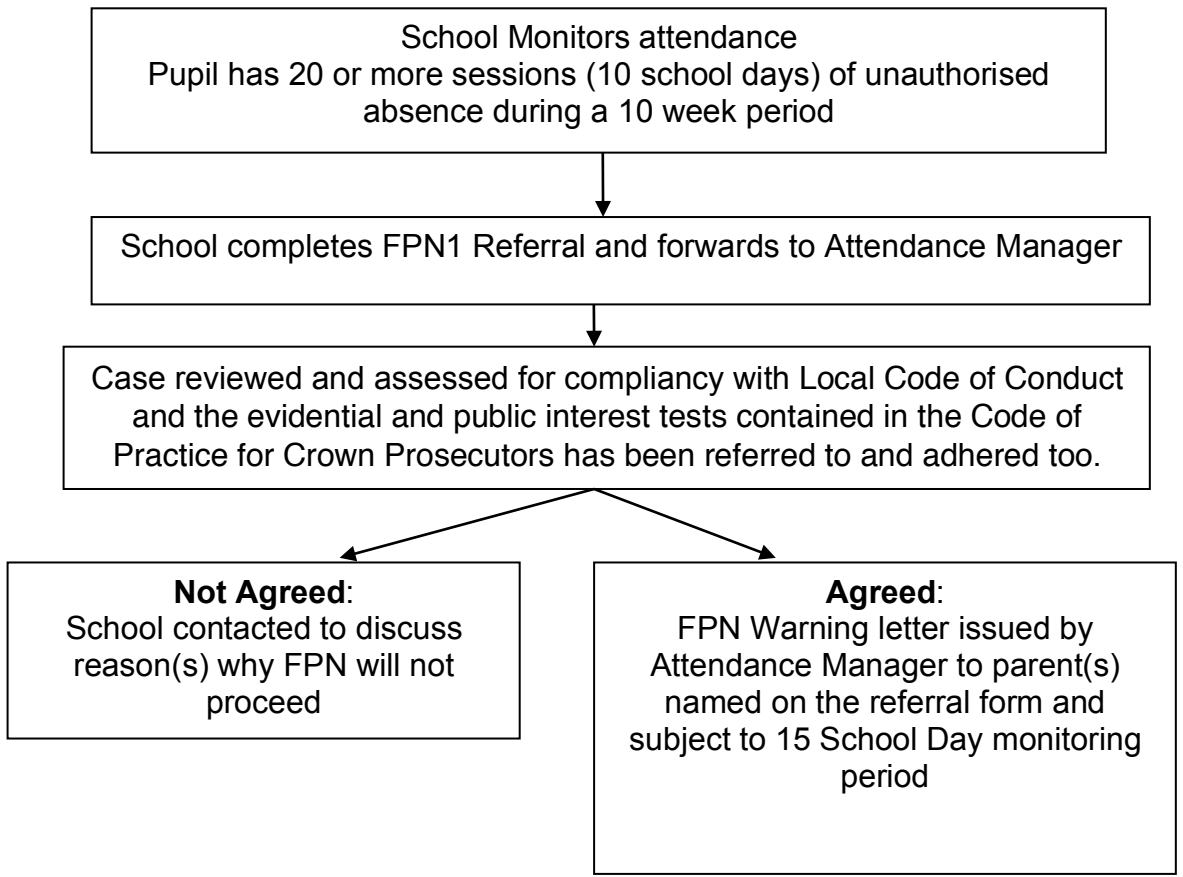 School Monitors attendance
Pupil has 20 or more sessions (10 school days) of unauthorised
absence during a 10 week period
School completes FPN1 Referral and forwards to Attendance Manager
Case reviewed and assessed for compliancy with Local Code of Conduct
and the evidential and public interest tests contained in the Code of
Practice for Crown Prosecutors has been referred to and adhered too.
Not Agreed:
School contacted to discuss
reason(s) why FPN will not
proceed
Agreed:
FPN Warning letter issued by
Attendance Manager to parent(s)
named on the referral form and
subject to 15 School Day monitoring
period